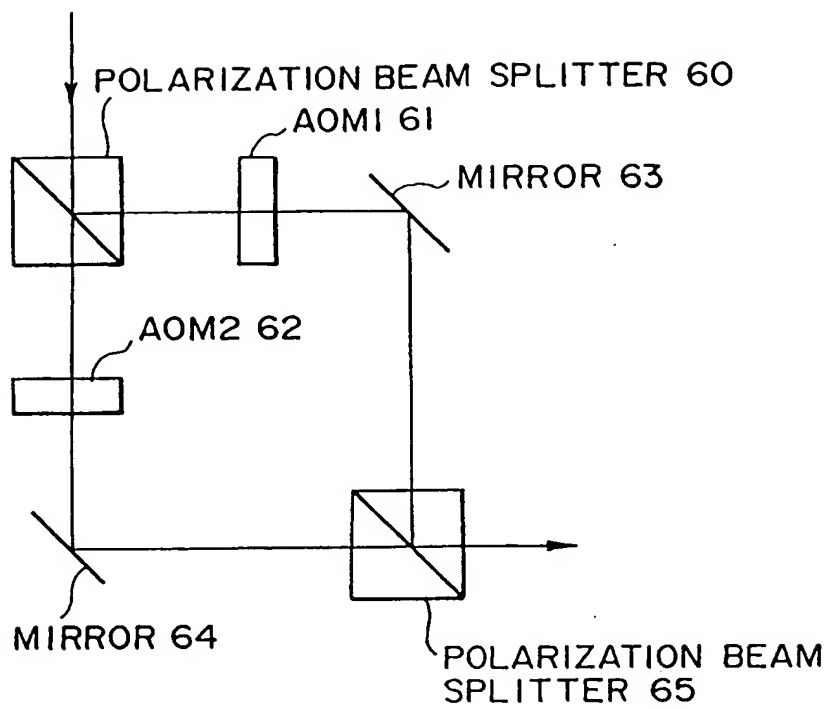 POLARIZATION BEAM SPLITTER 60
AOM1 61
MIRROR 63
AOM2 62
MIRROR 64
POLARIZATION BEAM
SPLITTER 65